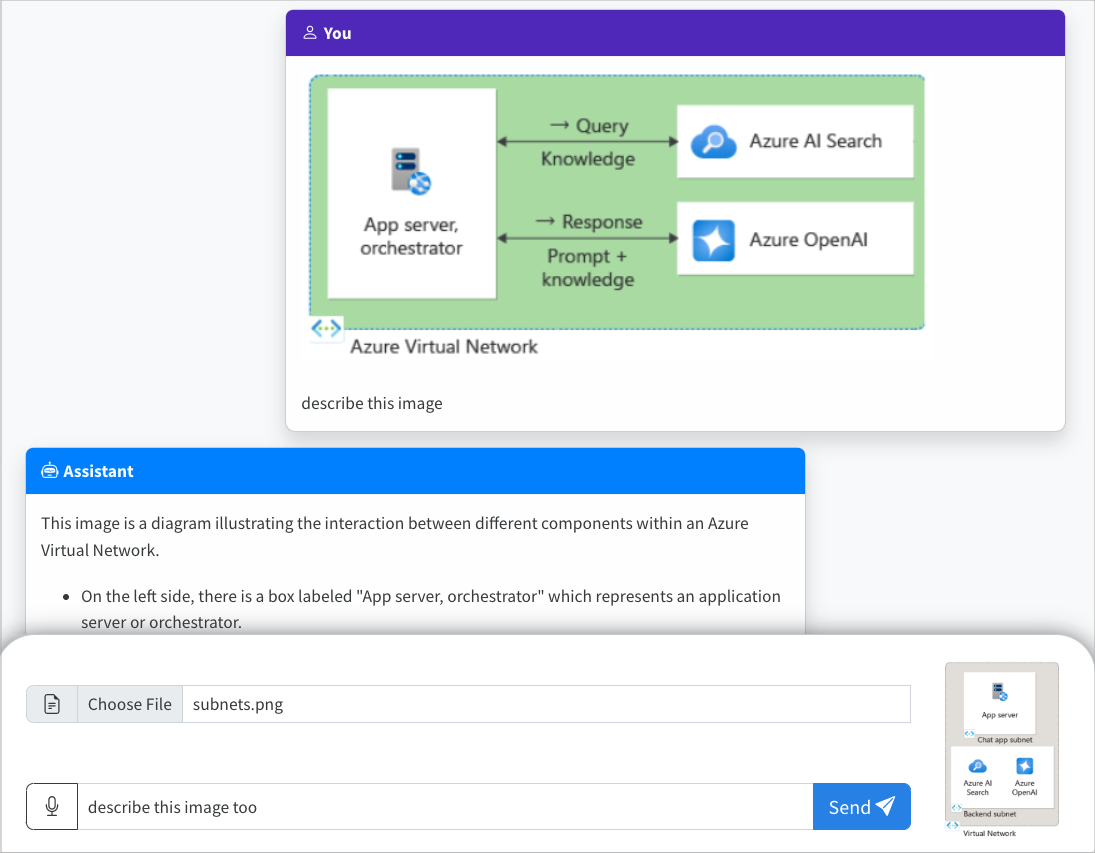 You
→ Query
Knowledge
Azure AI Search
App server,
orchestrator
→ Response
Prompt +
knowledge
Azure OpenAI
Azure Virtual Network
describe this image
Assistant
This image is a diagram illustrating the interaction between different components within an Azure
Virtual Network.
• On the left side, there is a box labeled "App server, orchestrator" which represents an application
server or orchestrator.
Choose File
subnets.png
describe this image too
Send
App server
Chat app subnet
Azure AI
Search
Azure
OpenAI
Backend subnet
Virtual Network